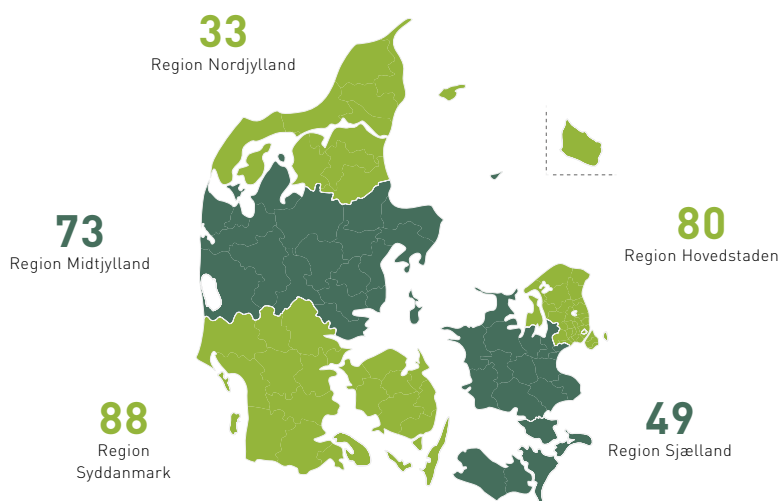 33
Region Nordjylland
73
Region Midtjylland
80
Region Hovedstaden
88
Region
Syddanmark
49
Region Sjælland